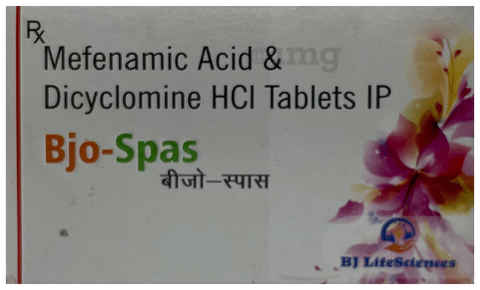 Rx
Mefenamic Acid &
Dicyclomine HCl Tablets IP
Bjo-Spas
बीजो-स्पास
BJ LifeSciences